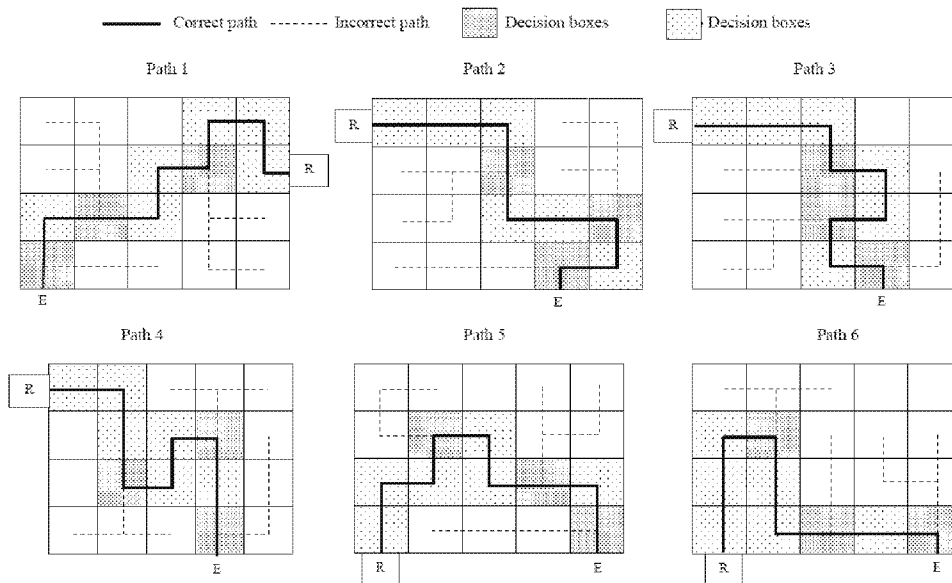 Correct path Incorrect path Decision boxes Decision boxes
Path 1 Path 2 Path 3
R R
R
E E E
Path 4 Path 5 Path 6
R
E
R E R E